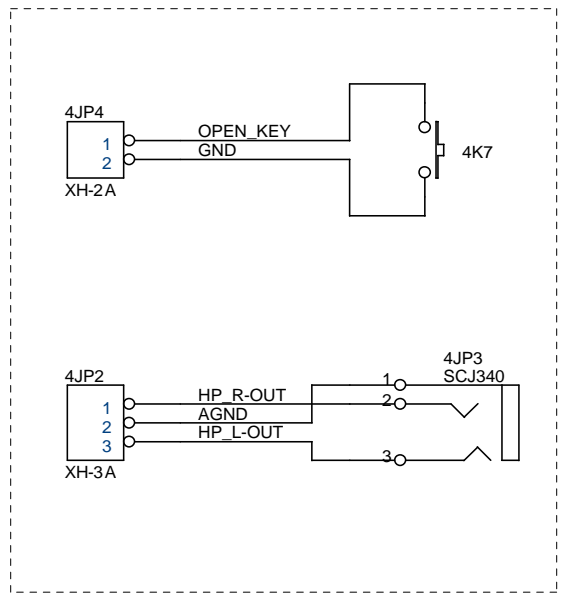 4JP4
1
2
XH-2A
OPEN_KEY
GND
4K7
4JP2
1
2
3
XH-3A
HP_R-OUT
AGND
HP_L-OUT
4JP3
SCJ340
1
2
3